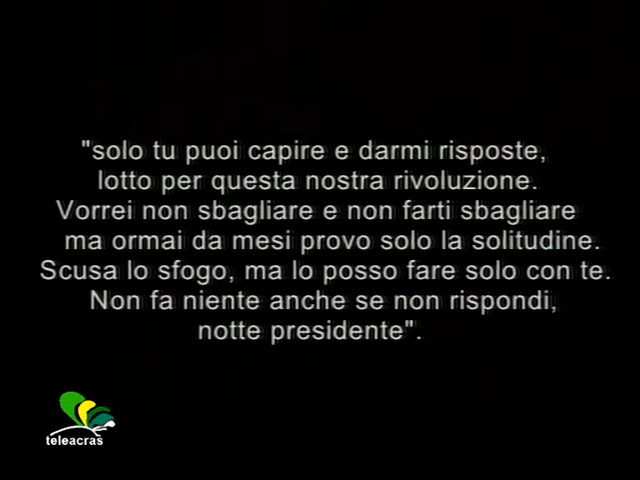 "solo tu puoi capire e darmi risposte,
lotto per questa nostra rivoluzione.
Vorrei non sbagliare e non farti sbagliare
ma ormai da mesi provo solo la solitudine.
Scusa lo sfogo, ma lo posso fare solo con te.
Non fa niente anche se non rispondi,
notte presidente".
teleacras